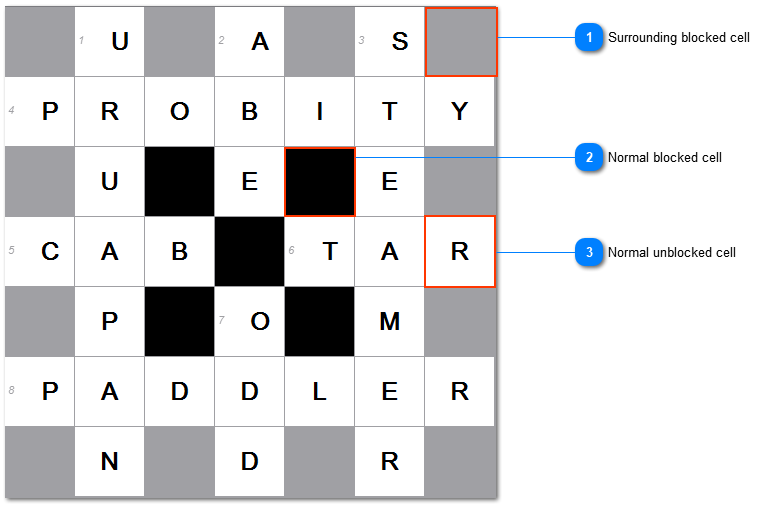 1 U 2 A 3 S
1 Surrounding blocked cell
4 P R O B I T Y
U E E
2 Normal blocked cell
5 C A B 6 T A R
3 Normal unblocked cell
P 7 O M
8 P A D D L E R
N D R